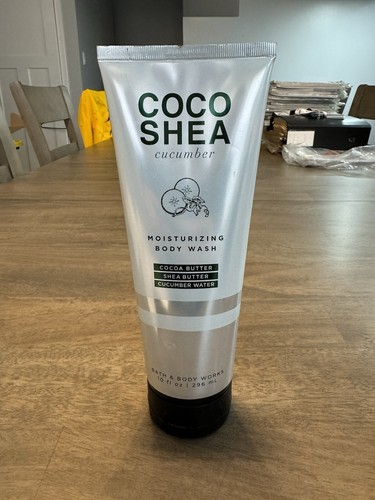 COCO
SHEA
cucumber
MOISTURIZING
BODY WASH
COCOA BUTTER
SHEA BUTTER
CUCUMBER WATER
BATH & BODY WORKS
10 fl oz | 296 mL